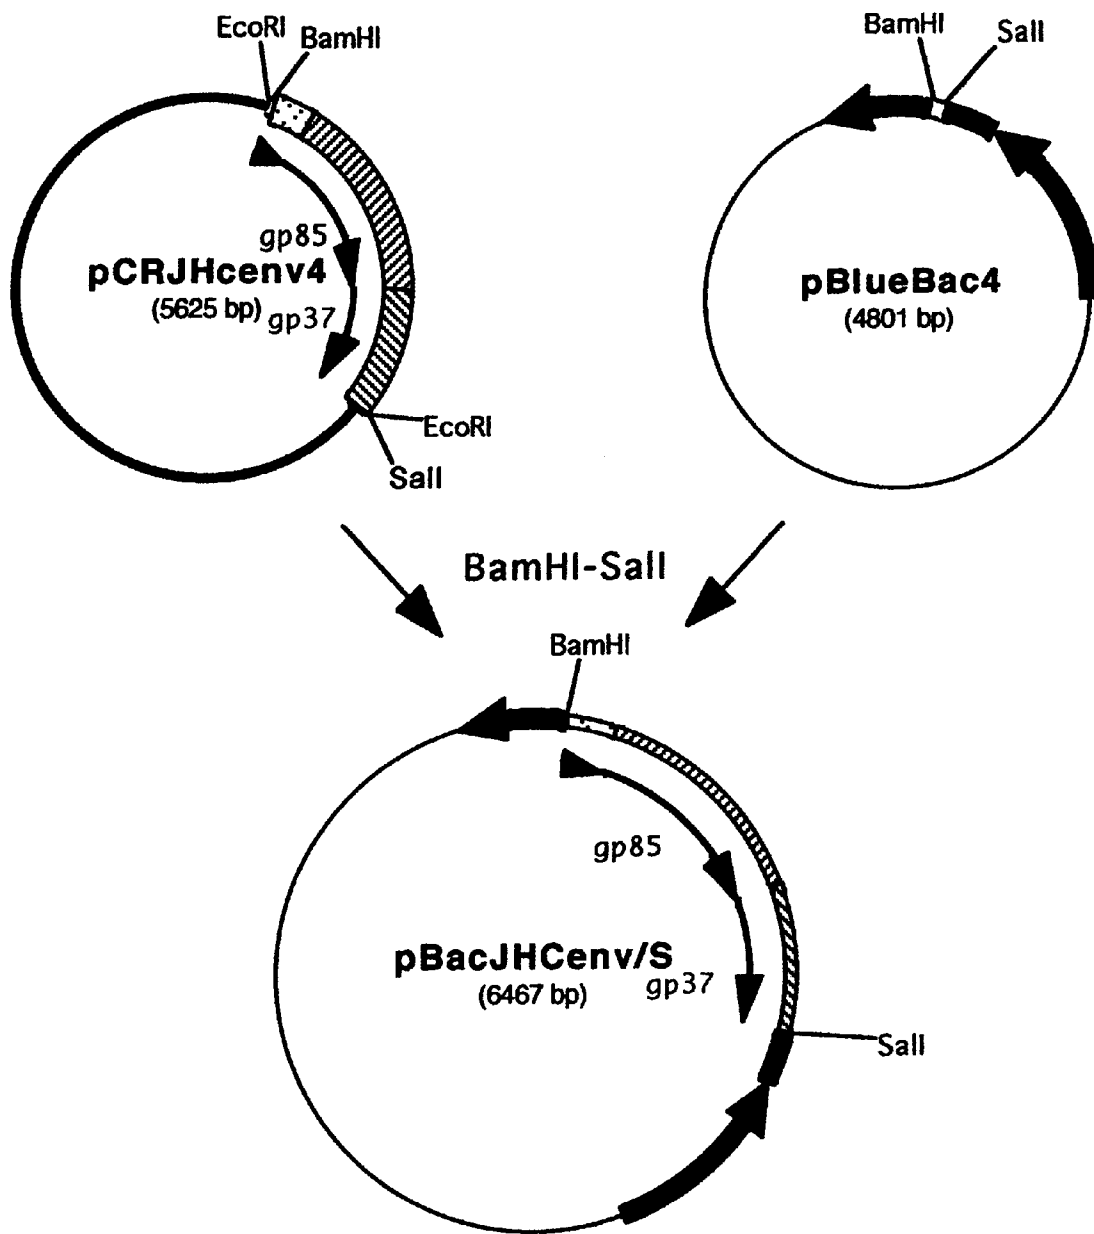 EcoRI
BamHI
gp85
pCRJHcenv4
(5625 bp)
gp37
EcoRI
SalI
BamHI
SalI
pBlueBac4
(4801 bp)
BamHI-SalI
BamHI
gp85
pBacJHCenv/S
(6467 bp)
gp37
SalI